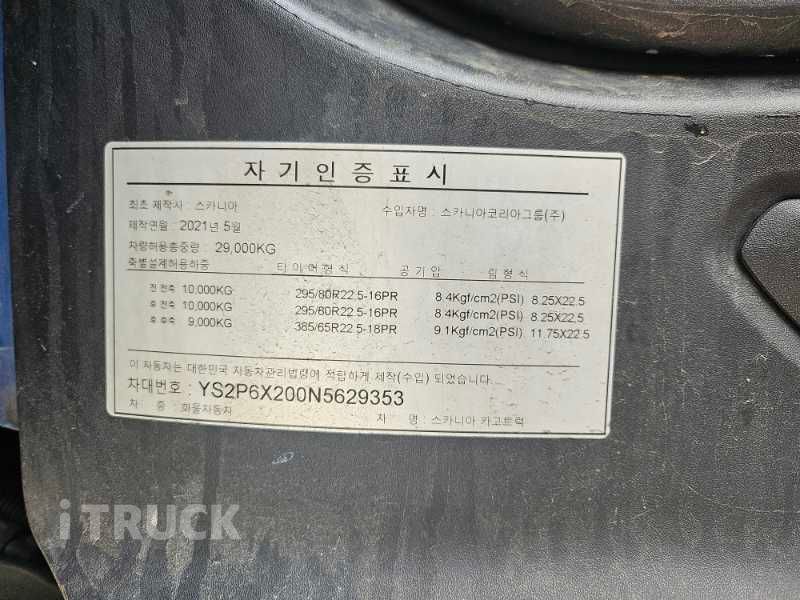 자기인증표시
최초 제작사 : 스카니아 수입자명 : 스카니아코리아그룹(주)
제작연월 : 2021년 5월
차량허용총중량 : 29,000KG
축별설계허용하중 타이어형식 공기압 림형식
전전축 10,000KG 295/80R22.5-16PR 8.4Kgf/cm2(PSI) 8.25X22.5
후전축 10,000KG 295/80R22.5-16PR 8.4Kgf/cm2(PSI) 8.25X22.5
후후축 9,000KG 385/65R22.5-18PR 9.1Kgf/cm2(PSI) 11.75X22.5
이 자동차는 대한민국 자동차관리법령에 적합하게 제작(수입) 되었습니다.
차대번호 : YS2P6X200N5629353
차 종 : 화물자동차 차 명 : 스카니아 카고트럭
iTRUCK